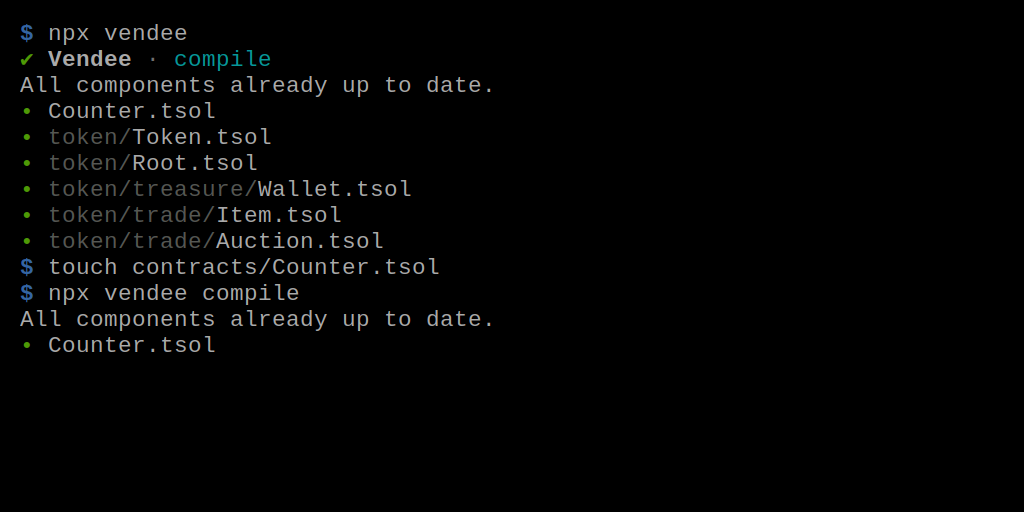 $ npx vendee
✔ Vendee · compile
All components already up to date.
• Counter.tsol
• token/Token.tsol
• token/Root.tsol
• token/treasure/Wallet.tsol
• token/trade/Item.tsol
• token/trade/Auction.tsol
$ touch contracts/Counter.tsol
$ npx vendee compile
All components already up to date.
• Counter.tsol